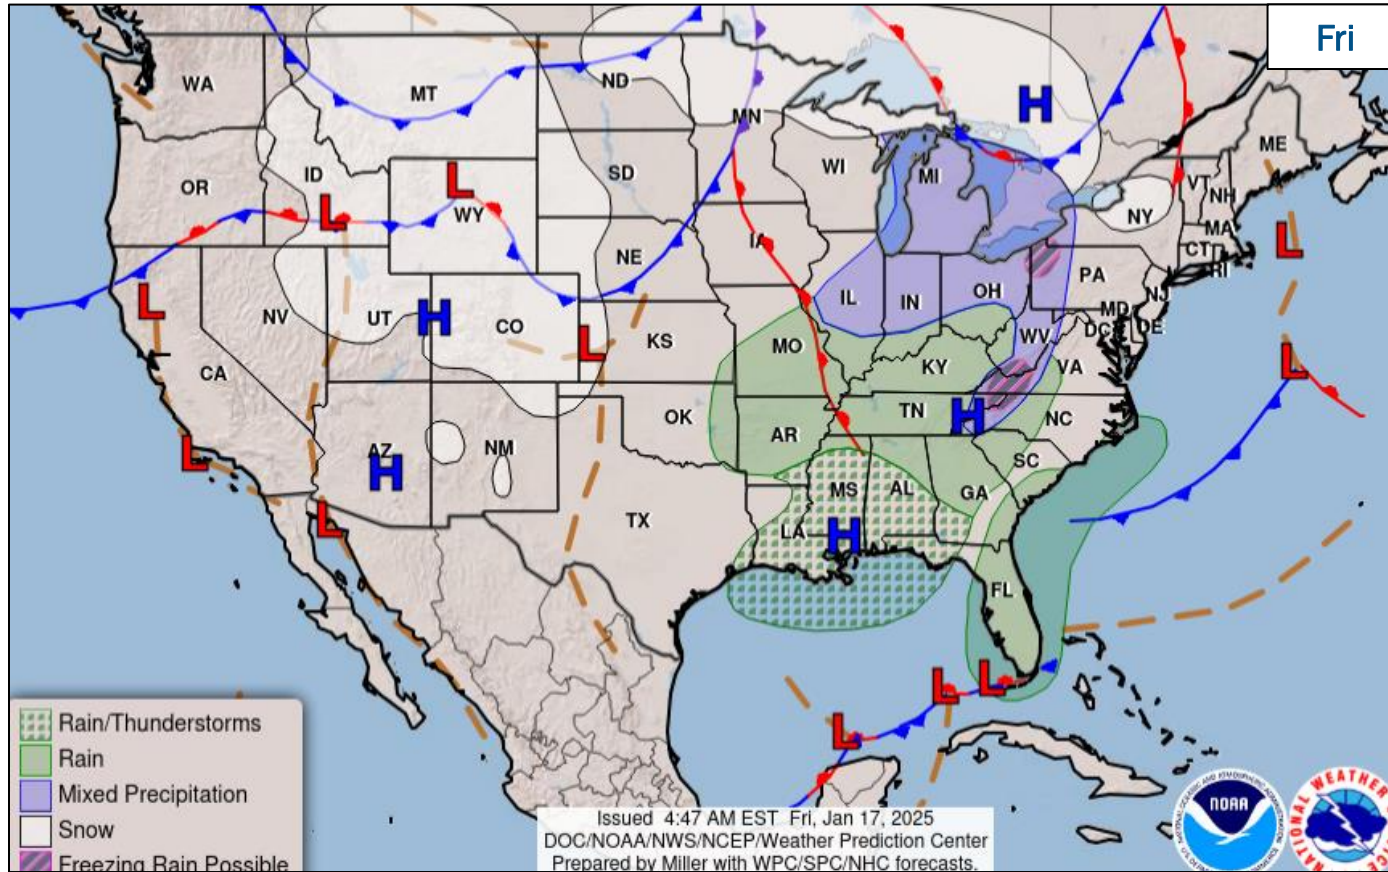 Fri
WA
MT
ND
MN
ME
OR
ID
L
WY
L
SD
WI
MI
H
VT
NH
NY
MA
CT
RI
L
L
NV
UT
H
CO
NE
IA
IL
IN
OH
PA
NJ
MD
DE
DC
L
KS
MO
WV
VA
L
CA
KY
OK
AR
TN
H
NC
L
AZ
H
NM
SC
L
TX
LA
MS
AL
GA
H
FL
L
L
L
Rain/Thunderstorms
Rain
Mixed Precipitation
Snow
Freezing Rain Possible
Issued 4:47 AM EST Fri, Jan 17, 2025
DOC/NOAA/NWS/NCEP/Weather Prediction Center
Prepared by Miller with WPC/SPC/NHC forecasts.
NOAA
NATIONAL WEATHER